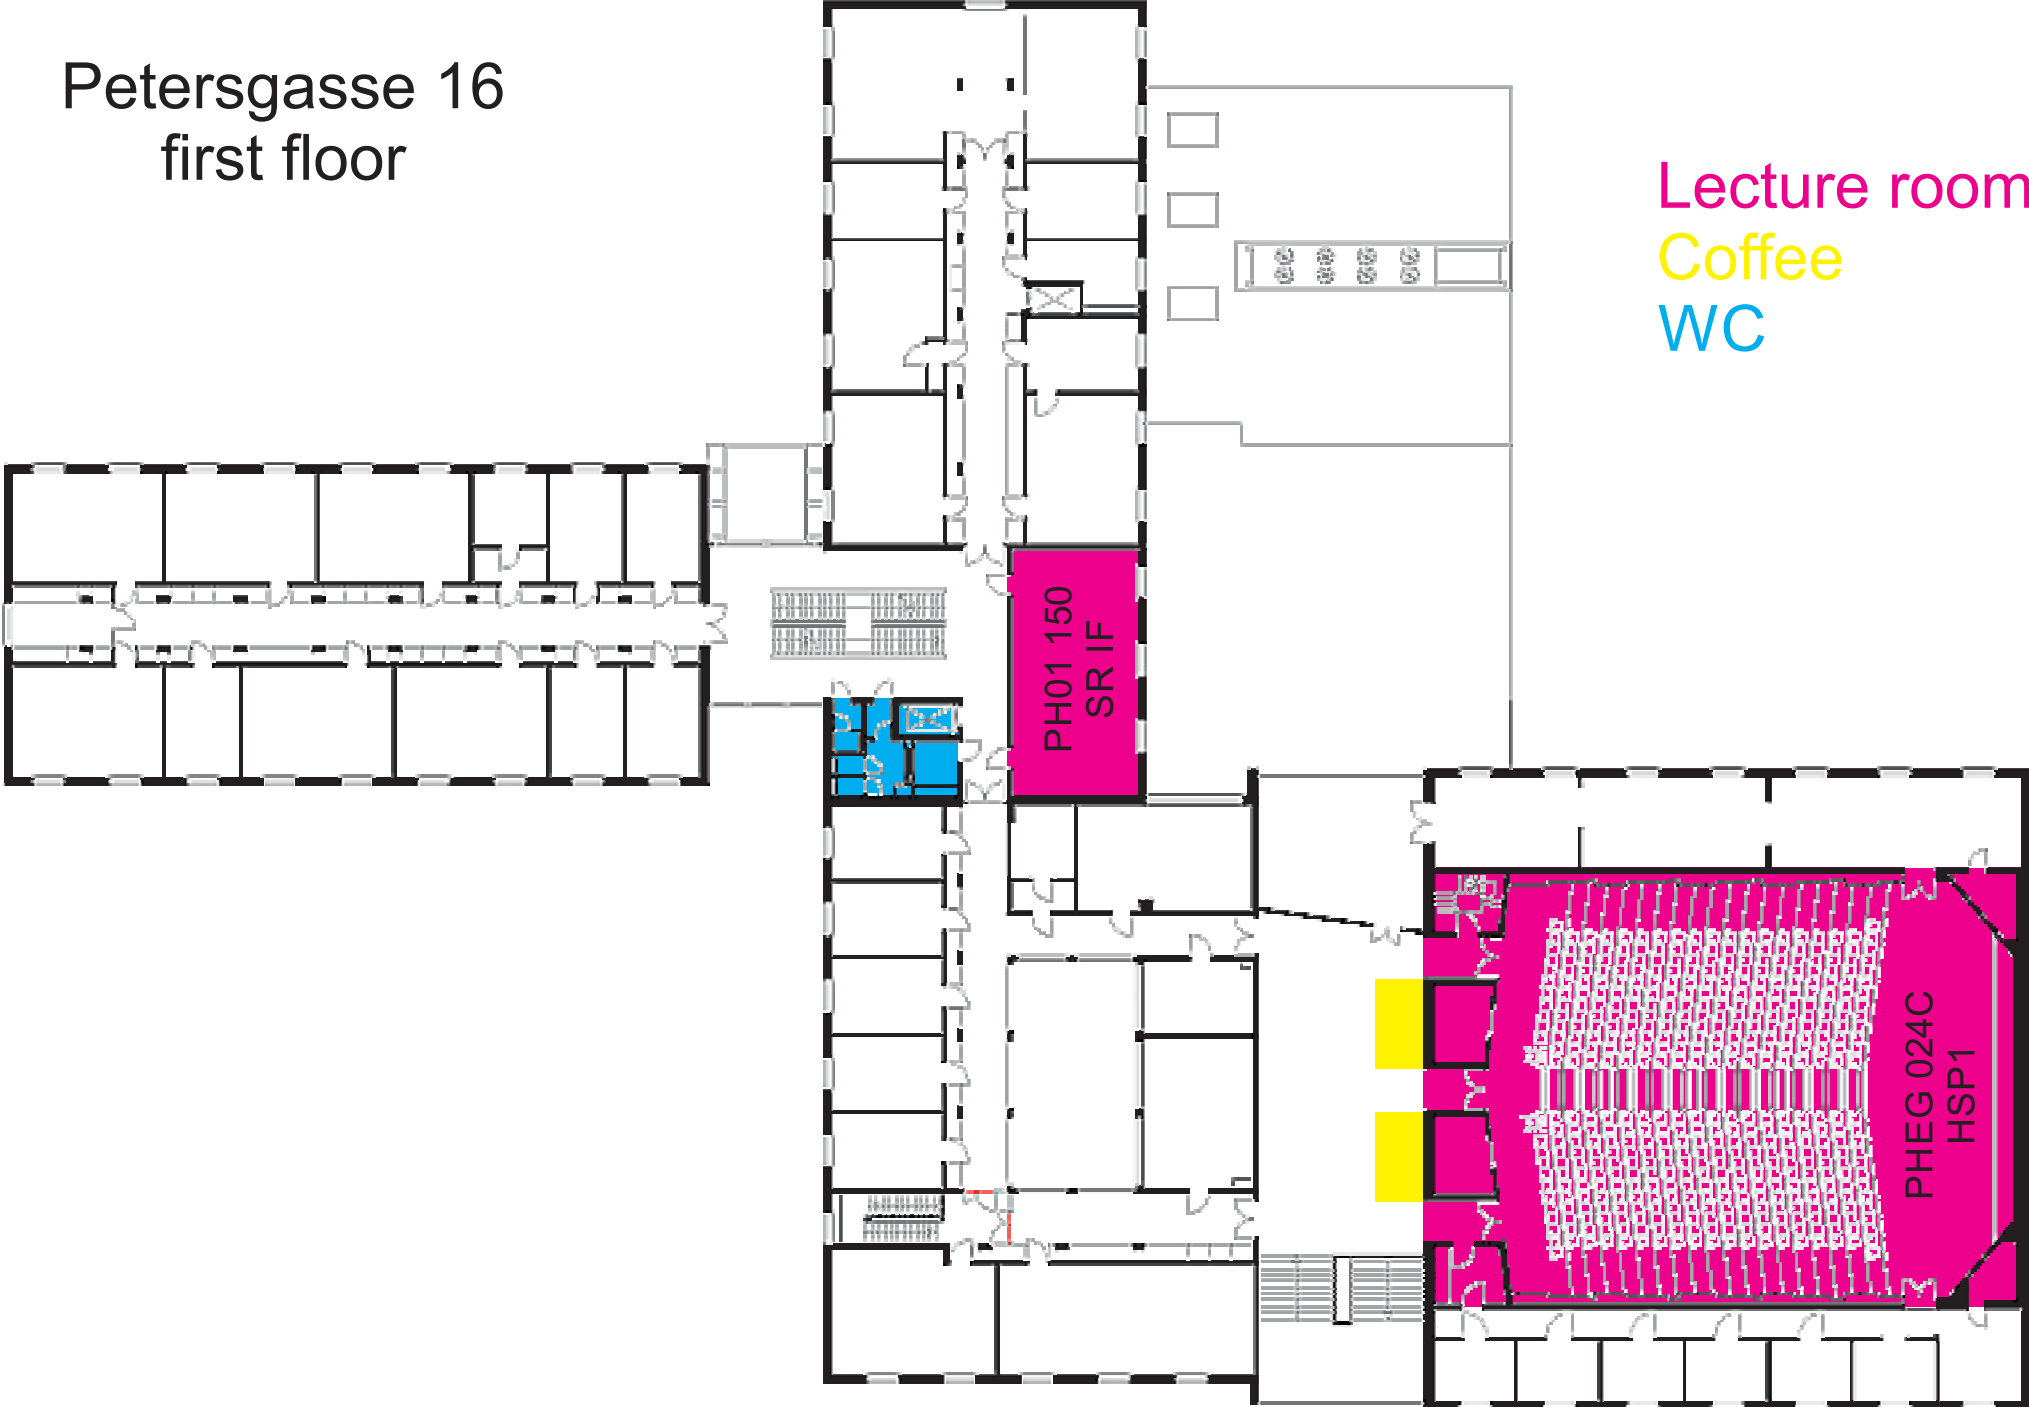 Petersgasse 16
first floor
Lecture room
Coffee
WC
PH01 150
SR IF
PHEG 024C
HSP1